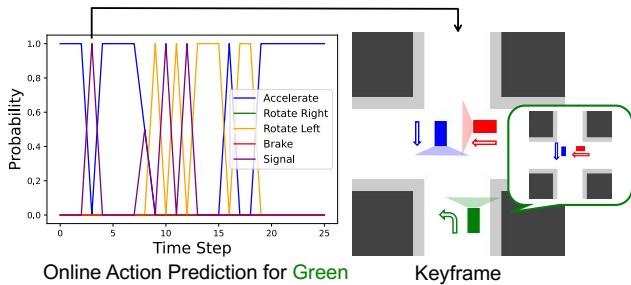 1.0
0.8
0.6
0.4
0.2
0.0
Probability
Accelerate
Rotate Right
Rotate Left
Brake
Signal
0 5 10 15 20 25
Time Step
Online Action Prediction for Green
Keyframe